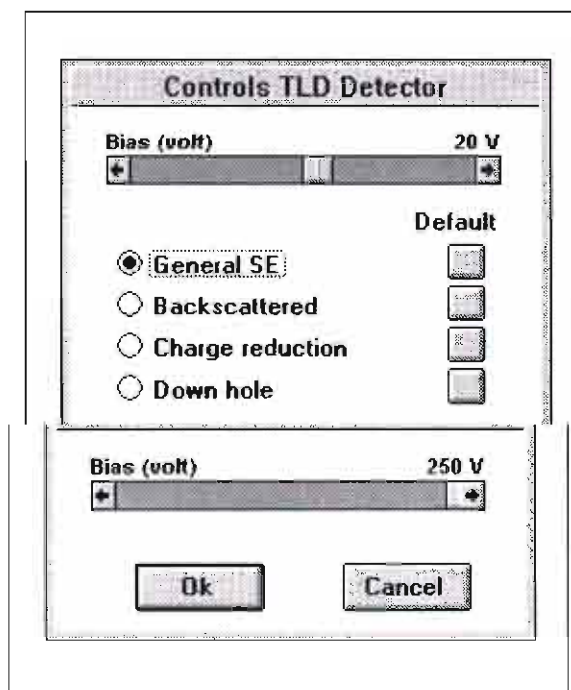 Controls TLD Detector
Bias (volt) 20 V
Default
General SE
Backscattered
Charge reduction
Down hole
Bias (volt) 250 V
Ok Cancel